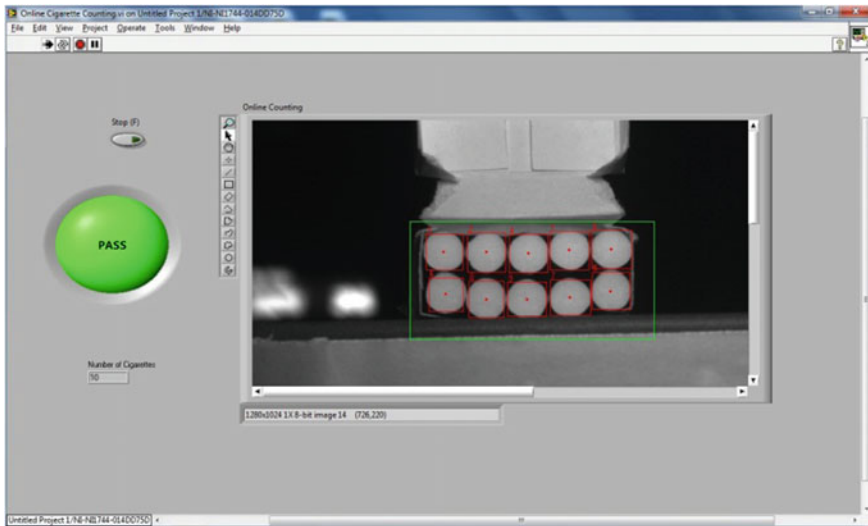 Online Cigarette Counting.vi on Untitled Project 1/NI-NI1744-014DD75D
File Edit View Project Operate Tools Window Help
Online Counting
Stop (F)
PASS
Number of Cigarettes
10
1280x1024 1X 8-bit image 14 (726,220)
Untitled Project 1/NI-NI1744-014DD75D